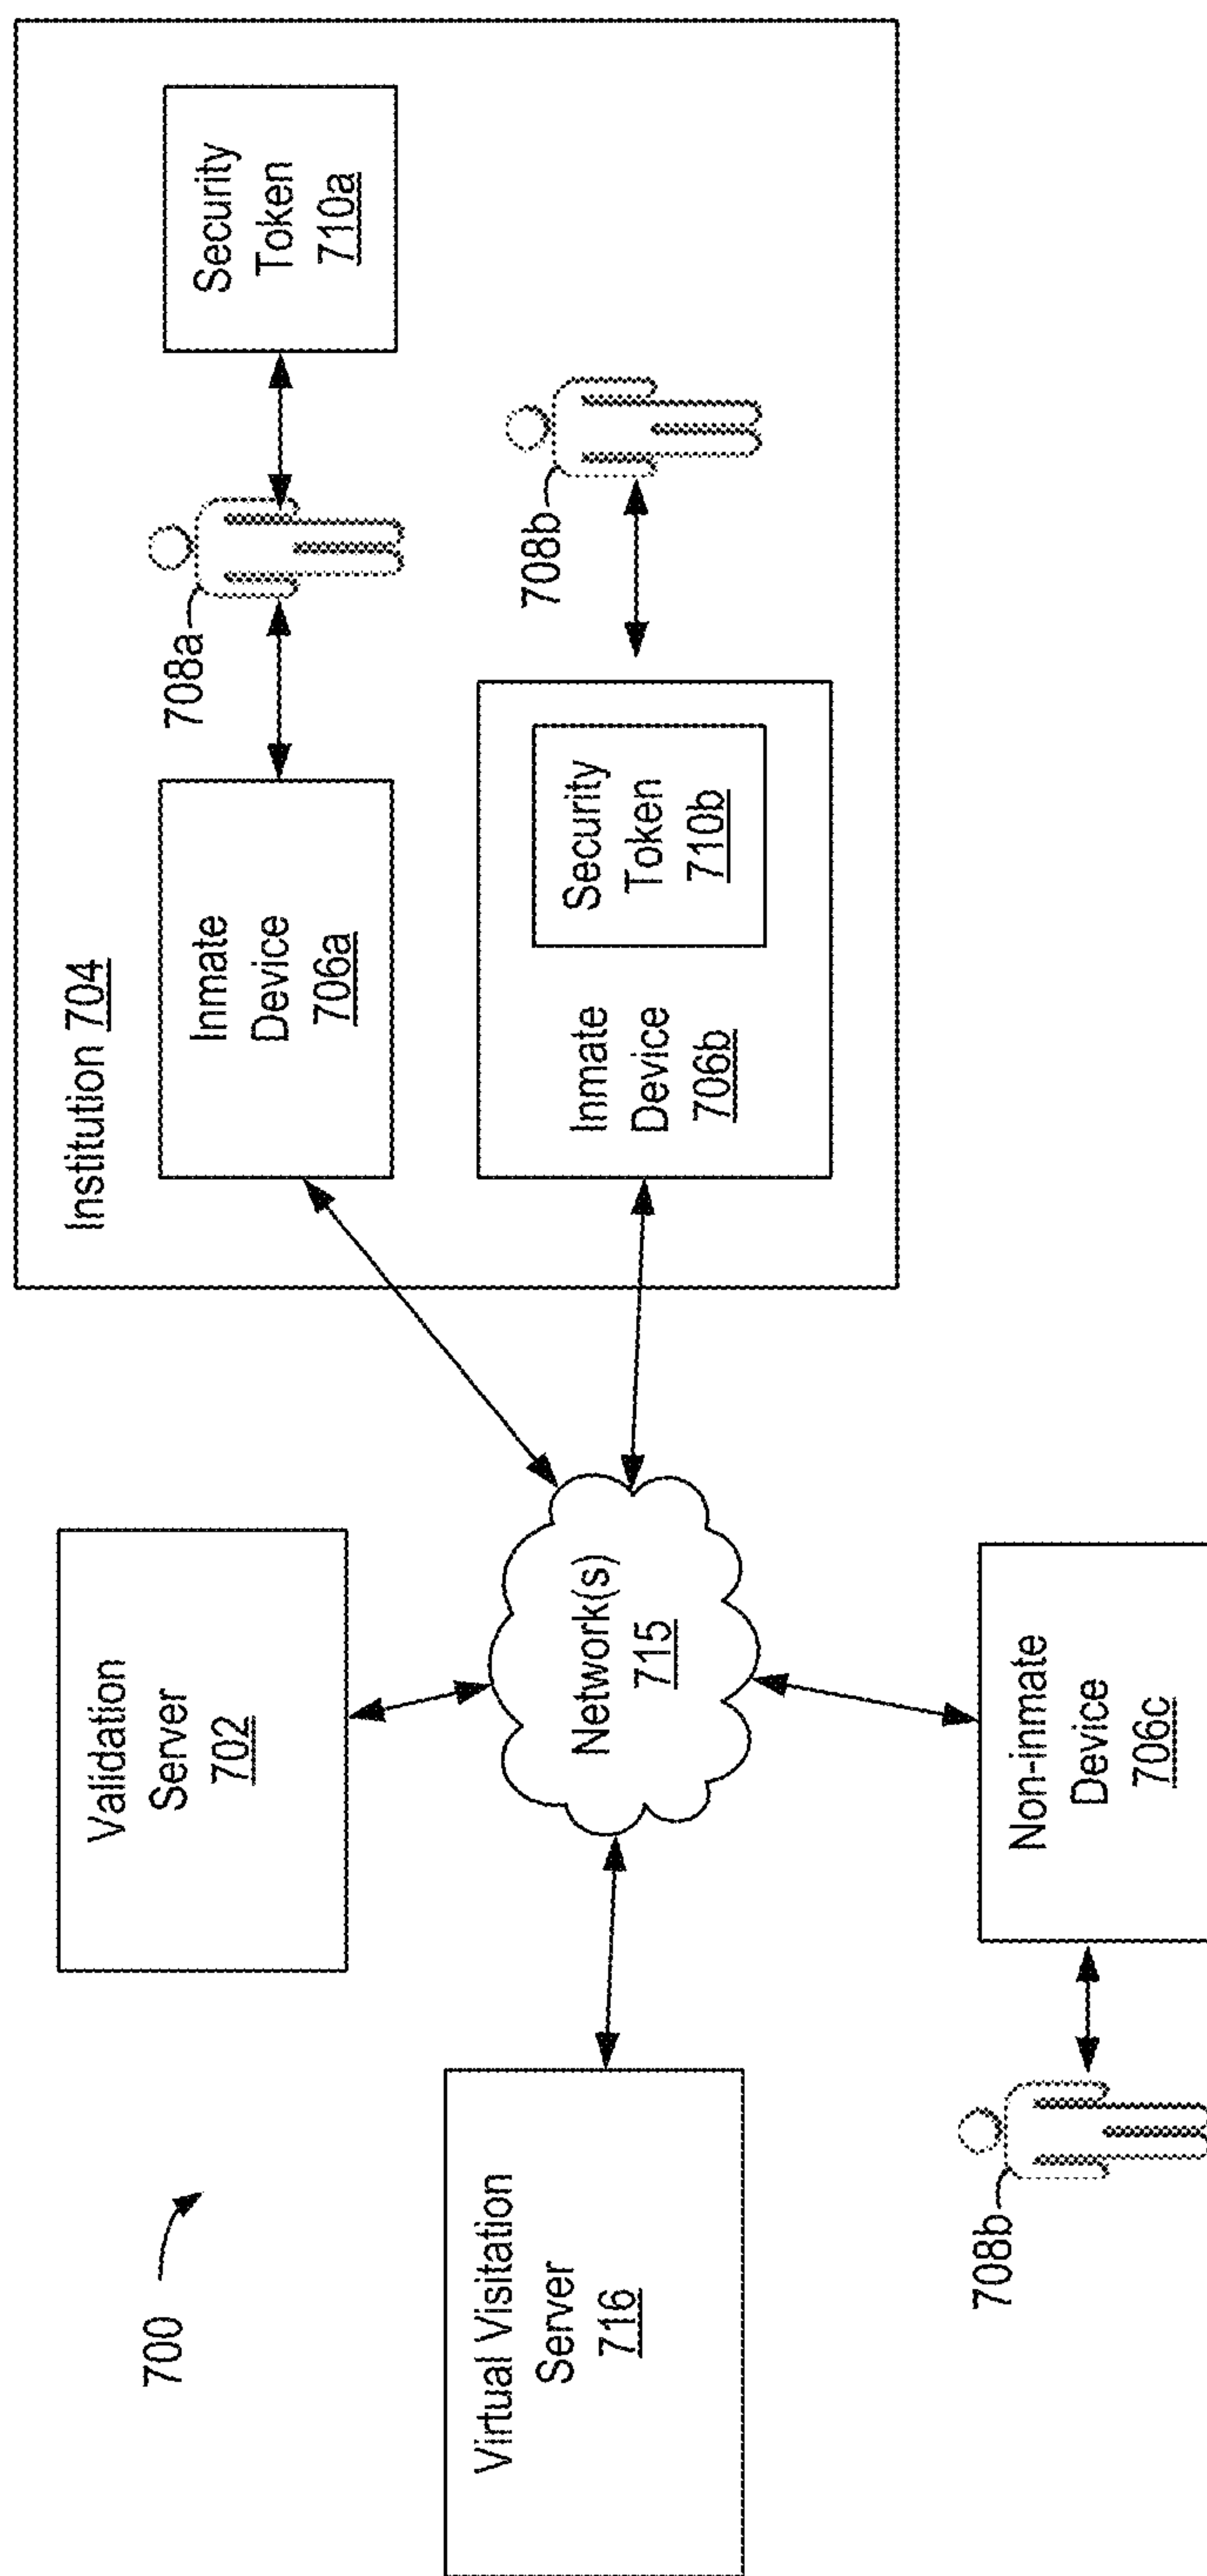 700
Validation
Server
702
Institution 704
Inmate
Device
706a
708a
Security
Token
710a
Virtual Visitation
Server
716
Network(s)
715
Inmate
Device
706b
Security
Token
710b
708b
708b
Non-inmate
Device
706c